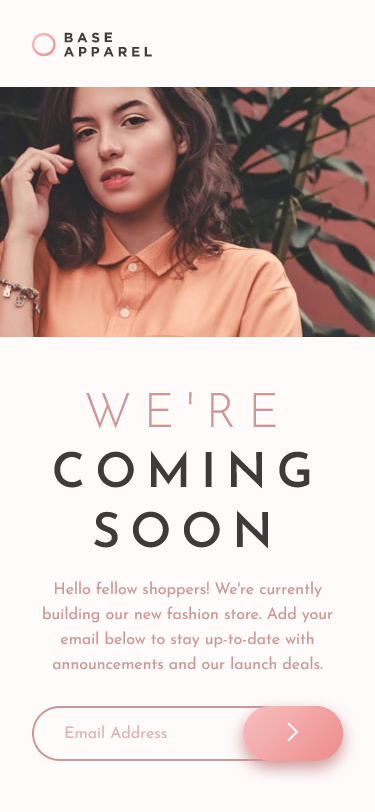 BASE
APPAREL
WE'RE
COMING
SOON
Hello fellow shoppers! We're currently
building our new fashion store. Add your
email below to stay up-to-date with
announcements and our launch deals.
Email Address